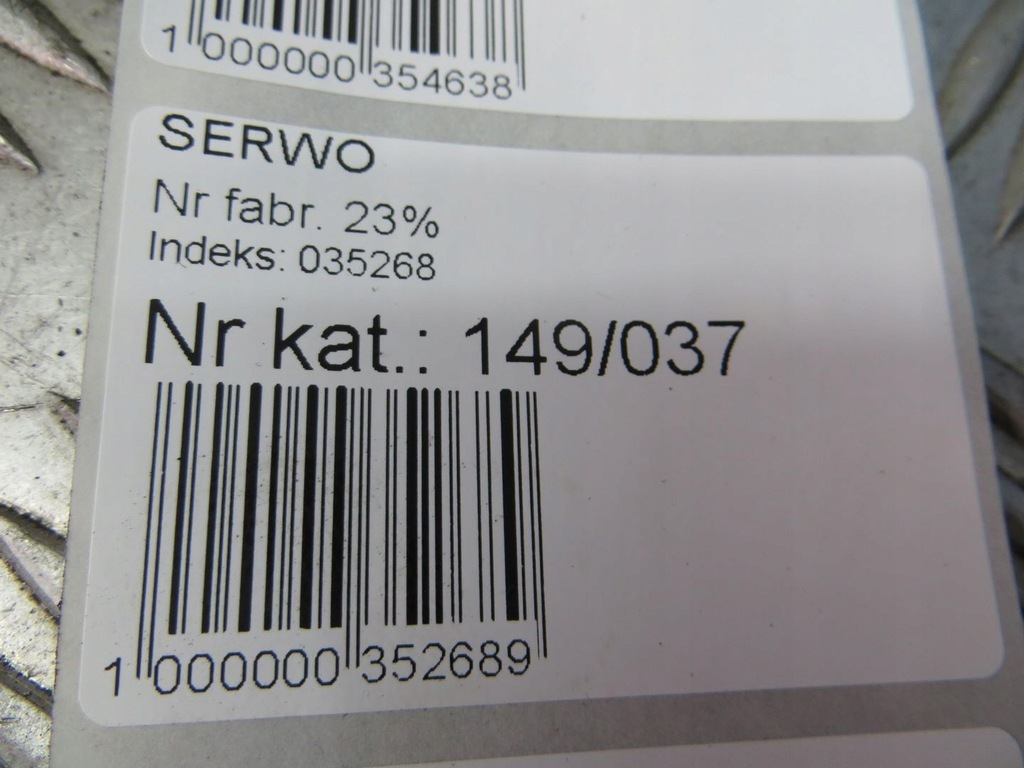 1 000000 354638
SERWO
Nr fabr. 23%
Indeks: 035268
Nr kat.: 149/037
1 000000 352689